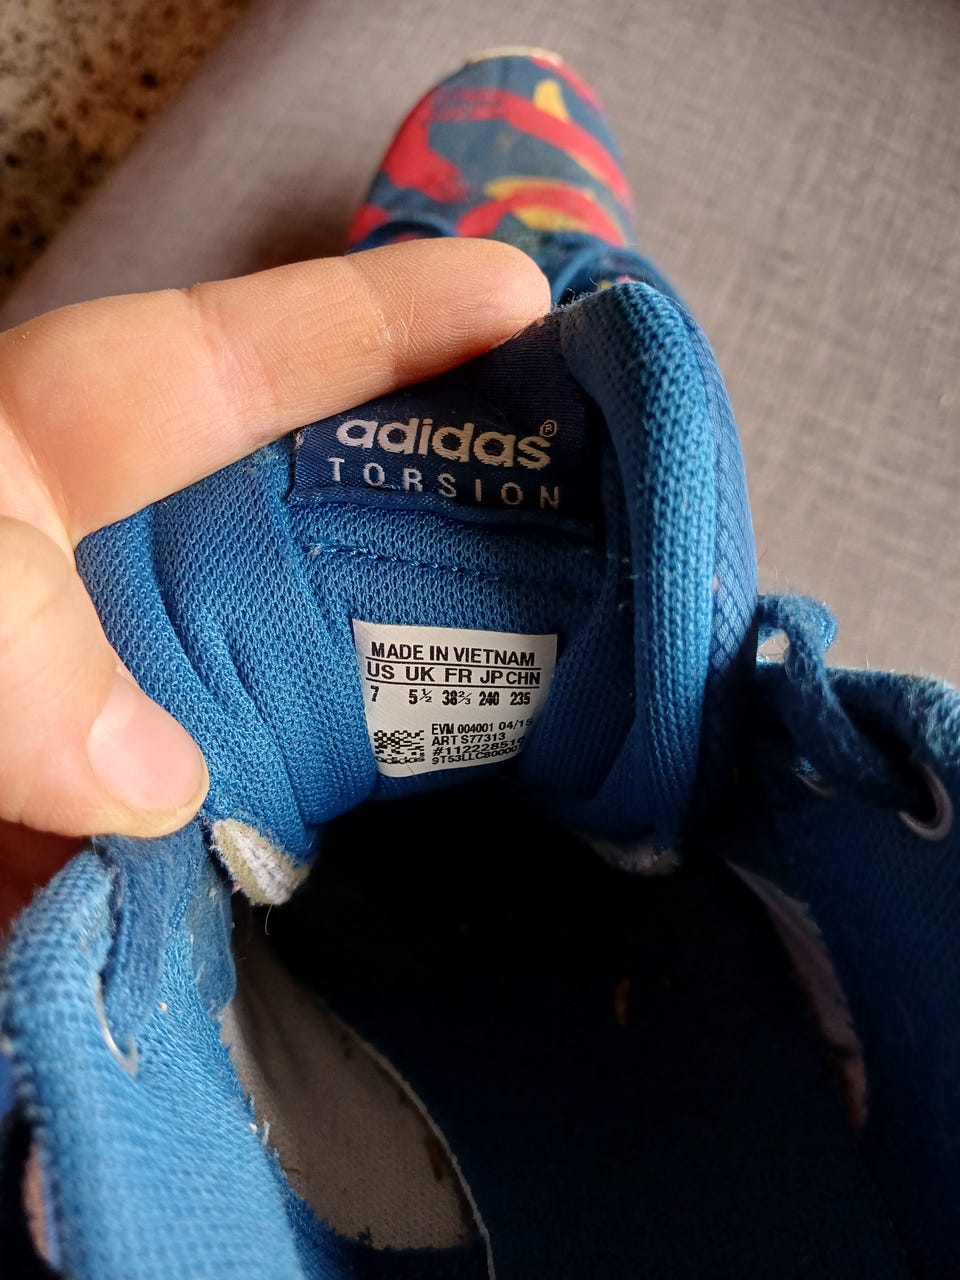 adidas®
TORSION
MADE IN VIETNAM
US UK FR JP CHN
7 5½ 38⅔ 240 235
EVM 004001 04/15
ART S77313
adidas